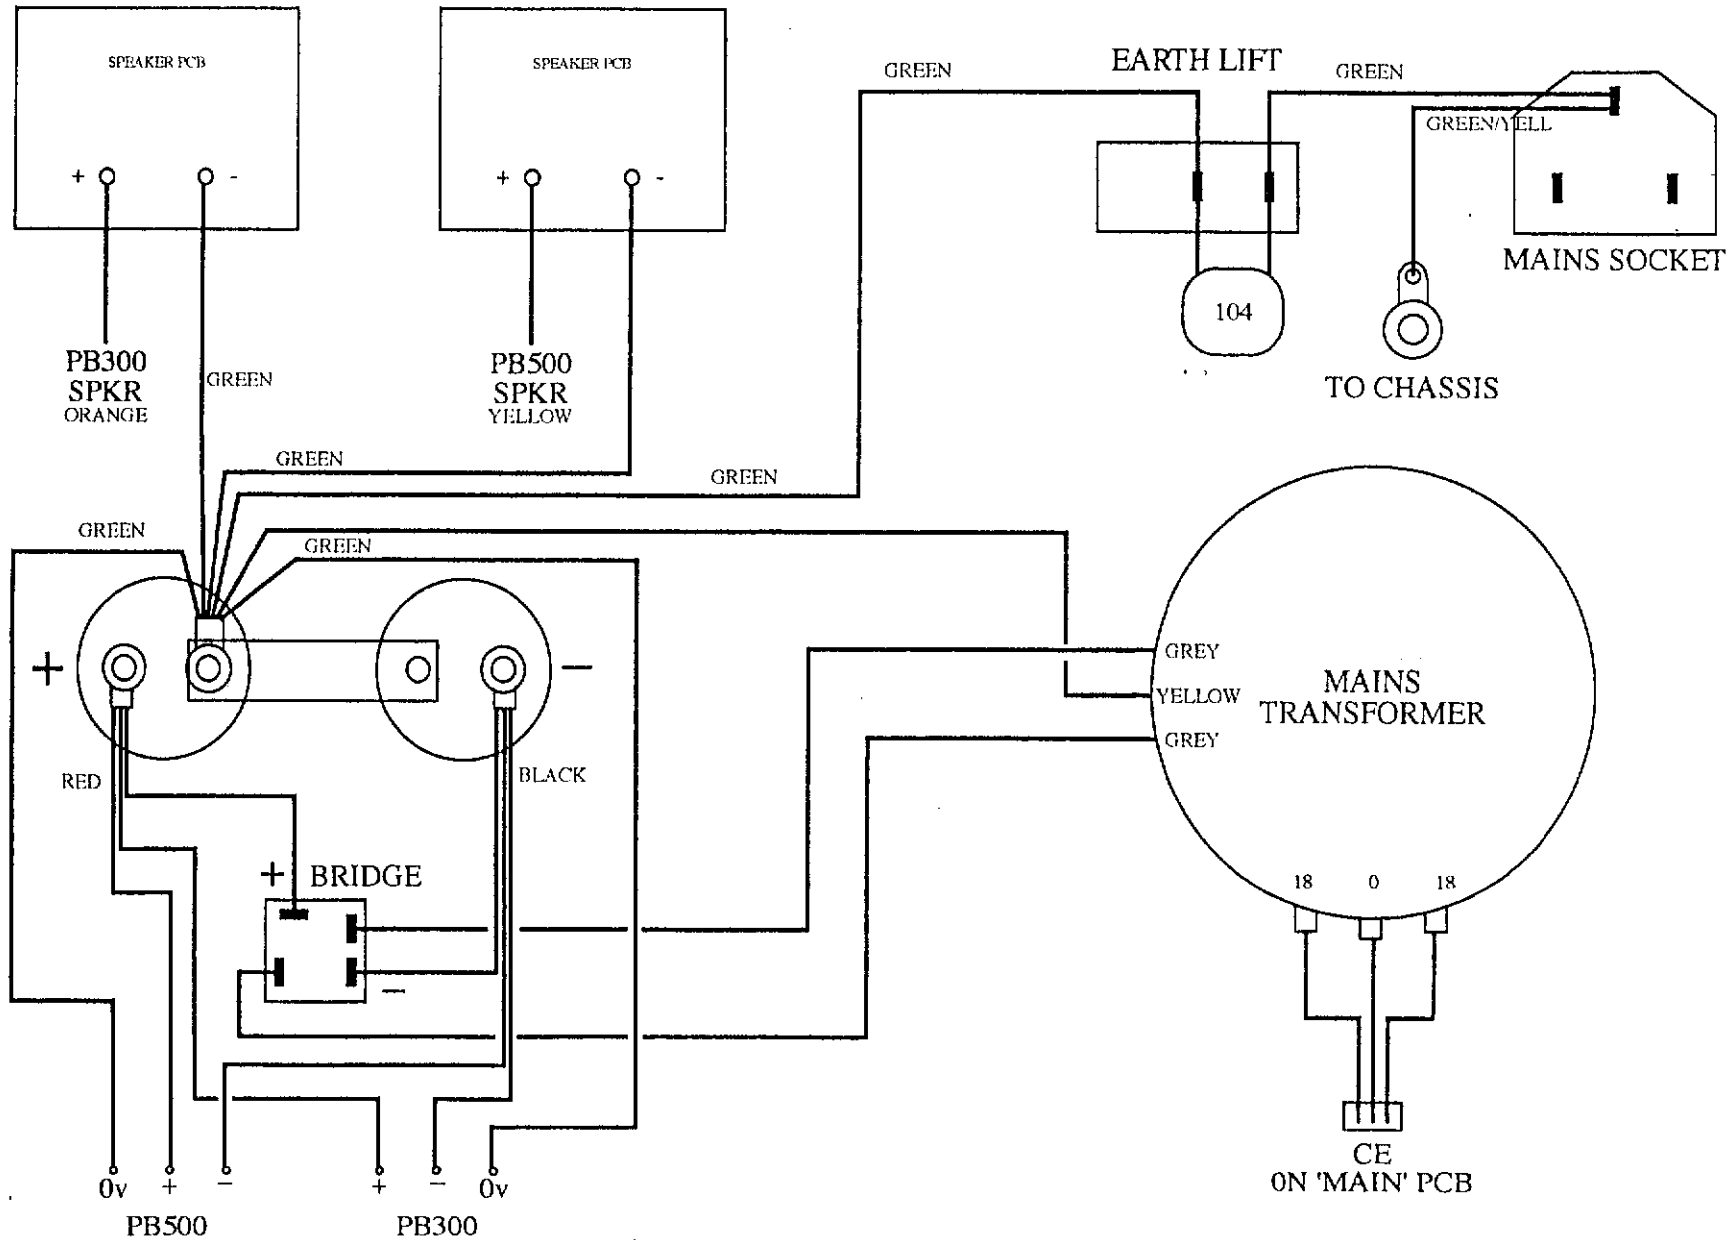 SPEAKER PCB
SPEAKER PCB
+ -
+ -
PB300
SPKR
ORANGE
PB500
SPKR
YELLOW
GREEN
EARTH LIFT
GREEN
GREEN/YELL
MAINS SOCKET
104
TO CHASSIS
GREEN
GREEN
GREEN
GREEN
GREEN
+
−
RED
BLACK
GREY
YELLOW
GREY
MAINS
TRANSFORMER
18 0 18
+ BRIDGE
−
CE
0N 'MAIN' PCB
0v + −
PB500
+ − 0v
PB300